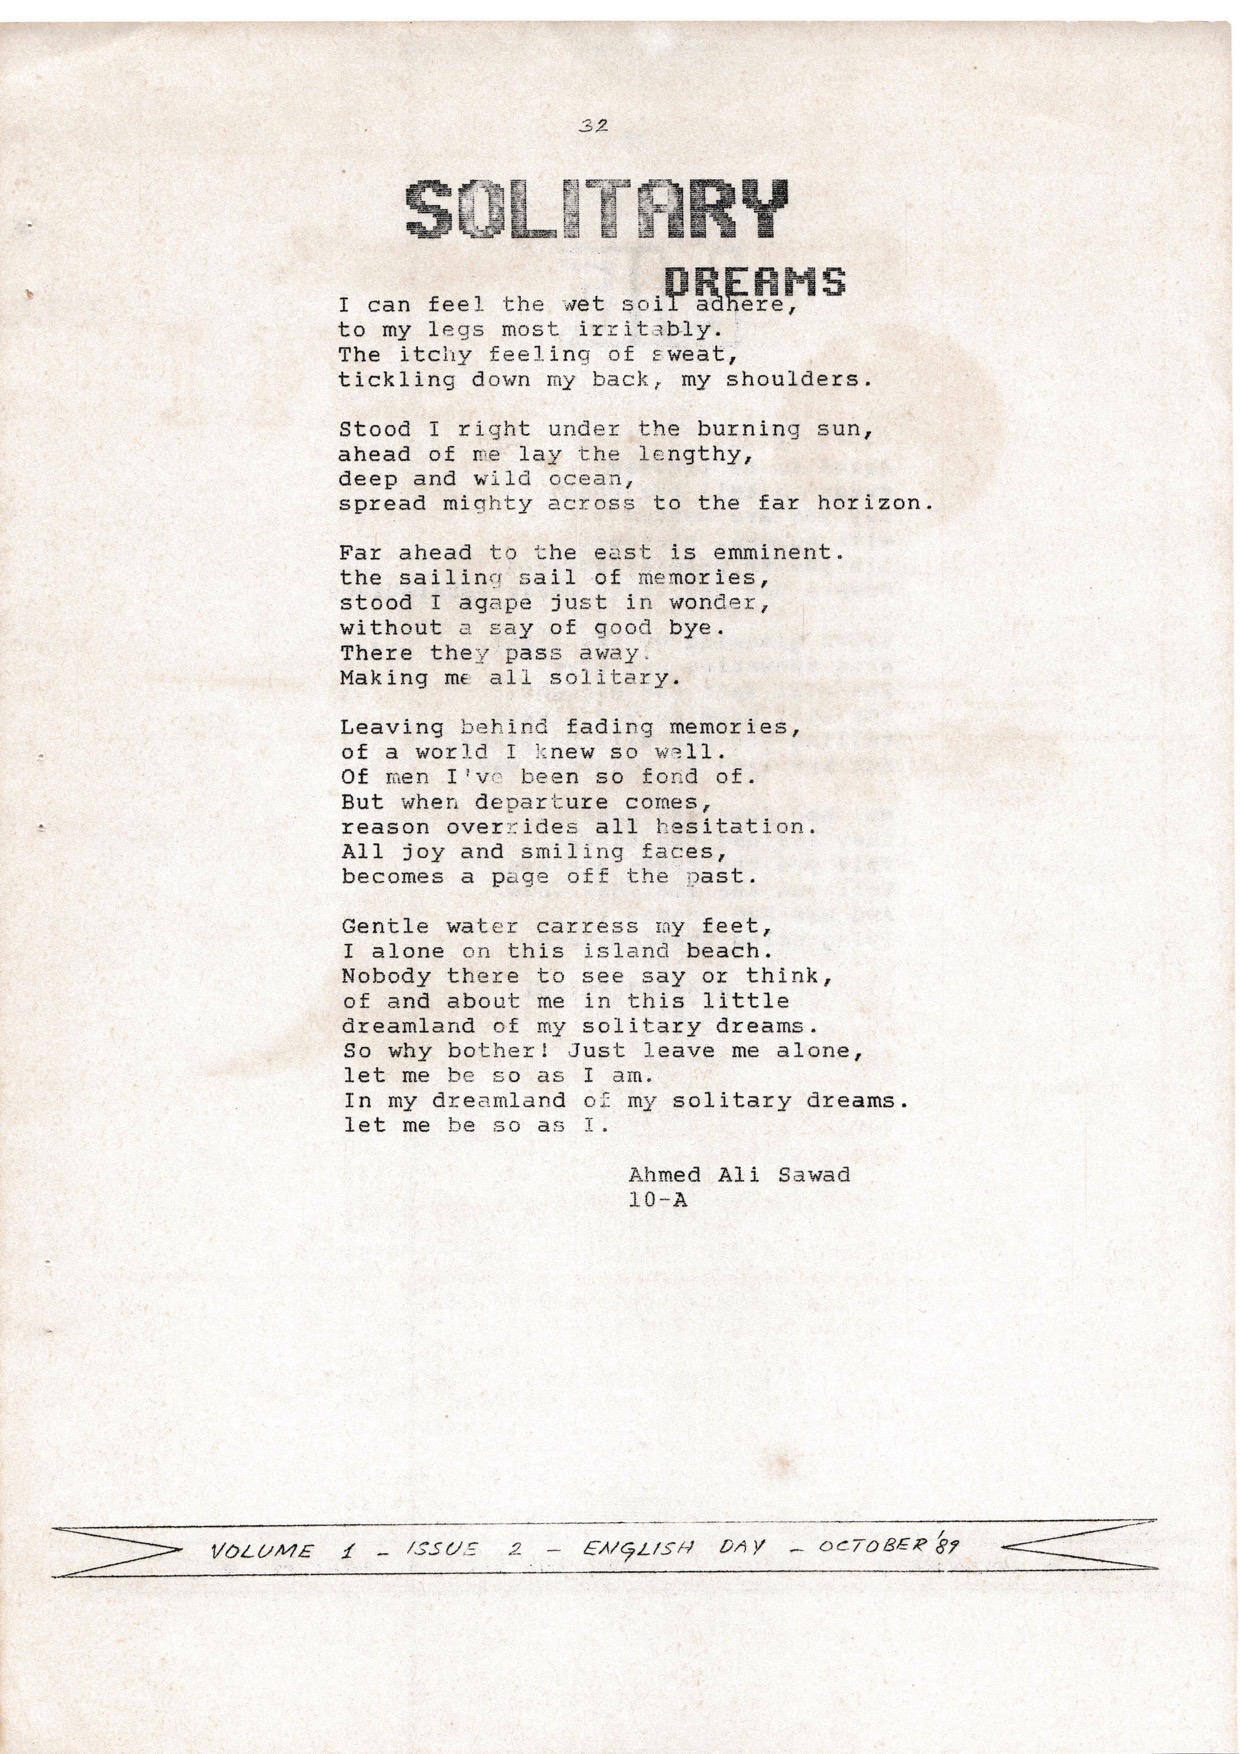 32
SOLITARY
DREAMS
I can feel the wet soil adhere,
to my legs most irritably.
The itchy feeling of sweat,
tickling down my back, my shoulders.
Stood I right under the burning sun,
ahead of me lay the lengthy,
deep and wild ocean,
spread mighty across to the far horizon.
Far ahead to the east is emminent.
the sailing sail of memories,
stood I agape just in wonder,
without a say of good bye.
There they pass away.
Making me all solitary.
Leaving behind fading memories,
of a world I knew so well.
Of men I've been so fond of.
But when departure comes,
reason overrides all hesitation.
All joy and smiling faces,
becomes a page off the past.
Gentle water carress my feet,
I alone on this island beach.
Nobody there to see say or think,
of and about me in this little
dreamland of my solitary dreams.
So why bother! Just leave me alone,
let me be so as I am.
In my dreamland of my solitary dreams.
let me be so as I.
Ahmed Ali Sawad
10-A
VOLUME 1 - ISSUE 2 - ENGLISH DAY - OCTOBER '89